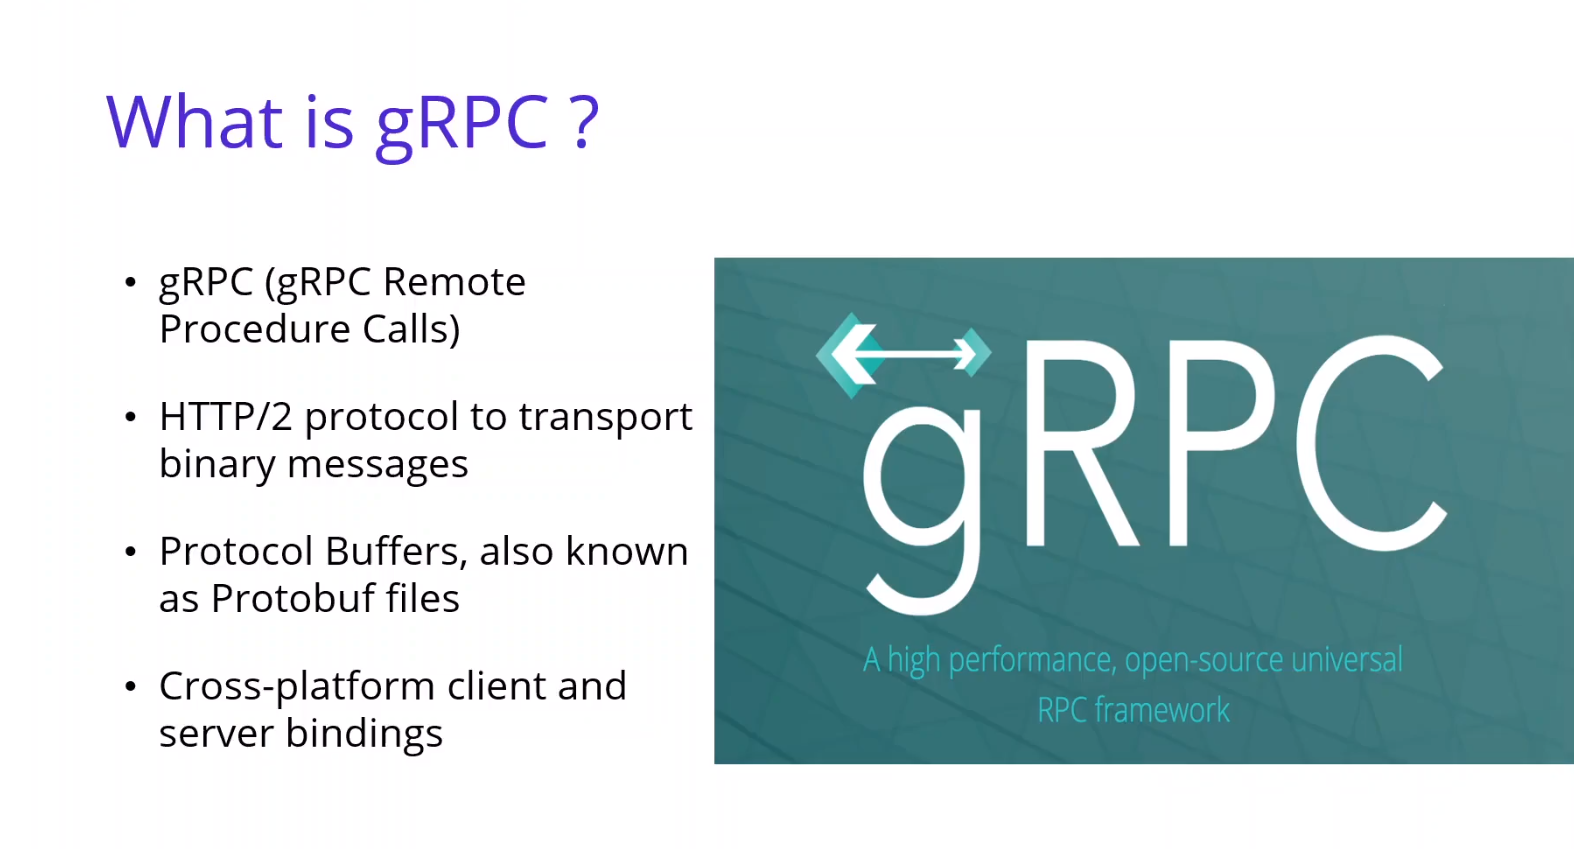 What is gRPC ?
• gRPC (gRPC Remote
Procedure Calls)
• HTTP/2 protocol to transport
binary messages
• Protocol Buffers, also known
as Protobuf files
• Cross-platform client and
server bindings
gRPC
A high performance, open-source universal
RPC framework